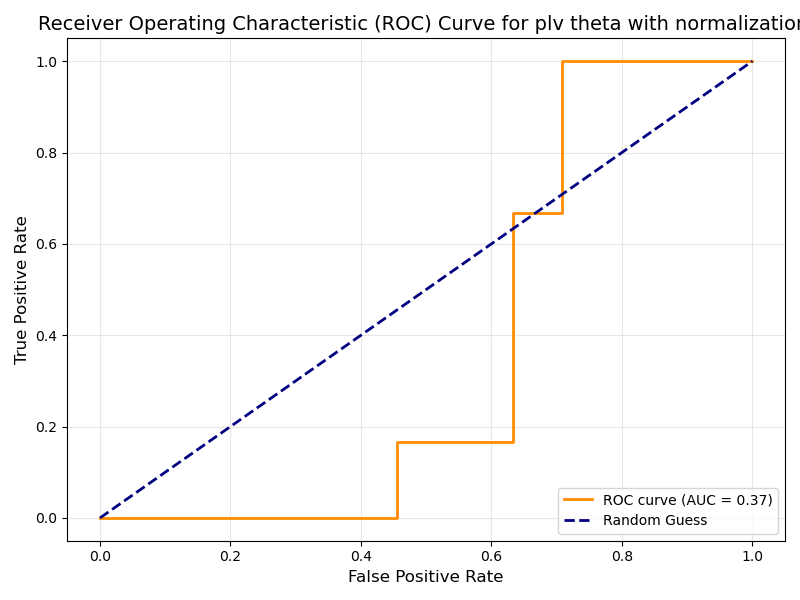 Receiver Operating Characteristic (ROC) Curve for plv theta with normalization
1.0
0.8
0.6
0.4
0.2
0.0
True Positive Rate
0.0 0.2 0.4 0.6 0.8 1.0
False Positive Rate
ROC curve (AUC = 0.37)
Random Guess